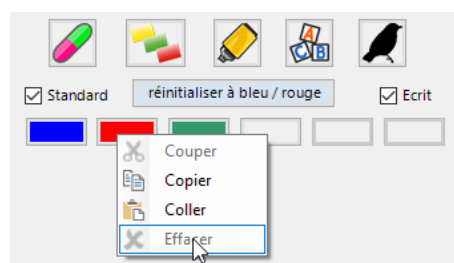 A
C B
Standard
réinitialiser à bleu / rouge
Ecrit
Couper
Copier
Coller
Effacer